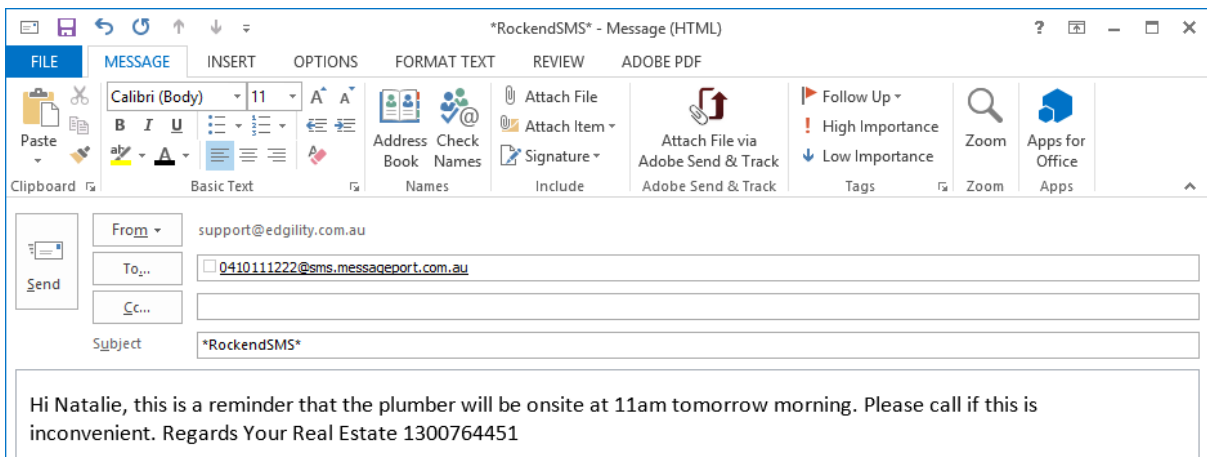 *RockendSMS* - Message (HTML)
?
FILE MESSAGE INSERT OPTIONS FORMAT TEXT REVIEW ADOBE PDF
Paste
Calibri (Body) 11 A A
B I U
aby A
Address Book
Check Names
Attach File
Attach Item
Signature
Attach File via
Adobe Send & Track
Follow Up
High Importance
Low Importance
Zoom
Apps for
Office
Clipboard Basic Text Names Include Adobe Send & Track Tags Zoom Apps
Send
From support@edgility.com.au
To... 0410111222@sms.messageport.com.au
Cc...
Subject *RockendSMS*
Hi Natalie, this is a reminder that the plumber will be onsite at 11am tomorrow morning. Please call if this is
inconvenient. Regards Your Real Estate 1300764451